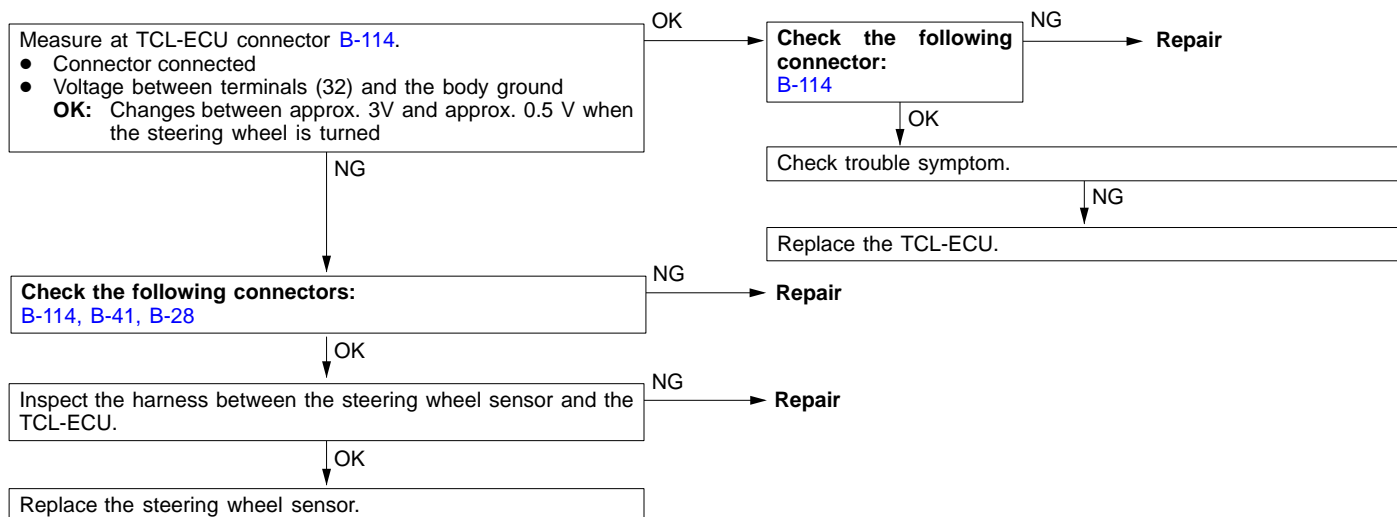 Measure at TCL-ECU connector B-114.
● Connector connected
● Voltage between terminals (32) and the body ground
OK: Changes between approx. 3V and approx. 0.5 V when
the steering wheel is turned
OK
Check the following
connector:
B-114
NG
Repair
OK
Check trouble symptom.
NG
Replace the TCL-ECU.
NG
Check the following connectors:
B-114, B-41, B-28
NG
Repair
OK
Inspect the harness between the steering wheel sensor and the
TCL-ECU.
NG
Repair
OK
Replace the steering wheel sensor.